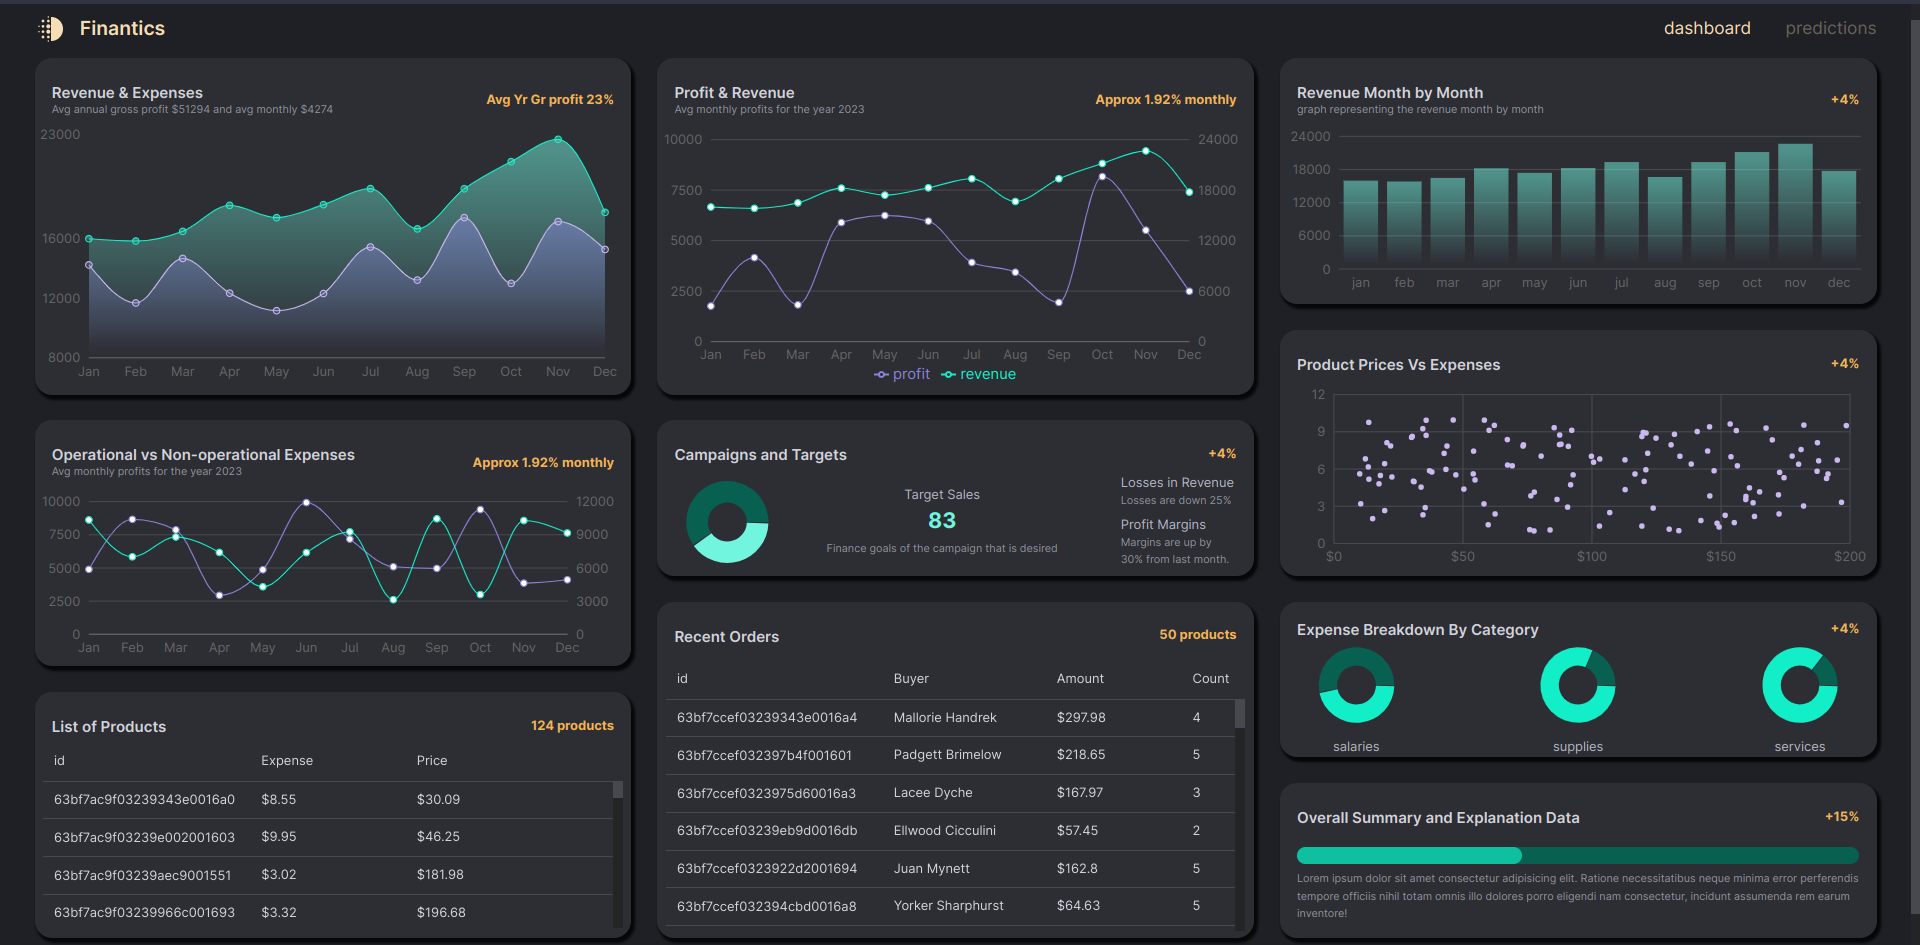 Finantics
dashboard predictions
Revenue & Expenses
Avg annual gross profit $51294 and avg monthly $4274
Avg Yr Gr profit 23%
23000
16000
12000
8000
Jan Feb Mar Apr May Jun Jul Aug Sep Oct Nov Dec
Operational vs Non-operational Expenses
Avg monthly profits for the year 2023
Approx 1.92% monthly
10000 12000
7500 9000
5000 6000
2500 3000
0 0
Jan Feb Mar Apr May Jun Jul Aug Sep Oct Nov Dec
List of Products
124 products
id Expense Price
63bf7ac9f03239343e0016a0 $8.55 $30.09
63bf7ac9f03239e002001603 $9.95 $46.25
63bf7ac9f03239aec9001551 $3.02 $181.98
63bf7ac9f03239966c001693 $3.32 $196.68
Profit & Revenue
Avg monthly profits for the year 2023
Approx 1.92% monthly
10000 24000
7500 18000
5000 12000
2500 6000
0 0
Jan Feb Mar Apr May Jun Jul Aug Sep Oct Nov Dec
profit revenue
Campaigns and Targets
+4%
Target Sales
83
Finance goals of the campaign that is desired
Losses in Revenue
Losses are down 25%
Profit Margins
Margins are up by
30% from last month.
Recent Orders
50 products
id Buyer Amount Count
63bf7ccef03239343e0016a4 Mallorie Handrek $297.98 4
63bf7ccef032397b4f001601 Padgett Brimelow $218.65 5
63bf7ccef0323975d60016a3 Lacee Dyche $167.97 3
63bf7ccef03239eb9d0016db Ellwood Cicculini $57.45 2
63bf7ccef0323922d2001694 Juan Mynett $162.8 5
63bf7ccef032394cbd0016a8 Yorker Sharphurst $64.63 5
Revenue Month by Month
graph representing the revenue month by month
+4%
24000
18000
12000
6000
0
jan feb mar apr may jun jul aug sep oct nov dec
Product Prices Vs Expenses
+4%
12
9
6
3
0
$0 $50 $100 $150 $200
Expense Breakdown By Category
+4%
salaries supplies services
Overall Summary and Explanation Data
+15%
Lorem ipsum dolor sit amet consectetur adipisicing elit. Ratione necessitatibus neque minima error perferendis
tempore officiis nihil totam omnis illo dolores porro eligendi nam consectetur, incidunt assumenda rem earum
inventore!